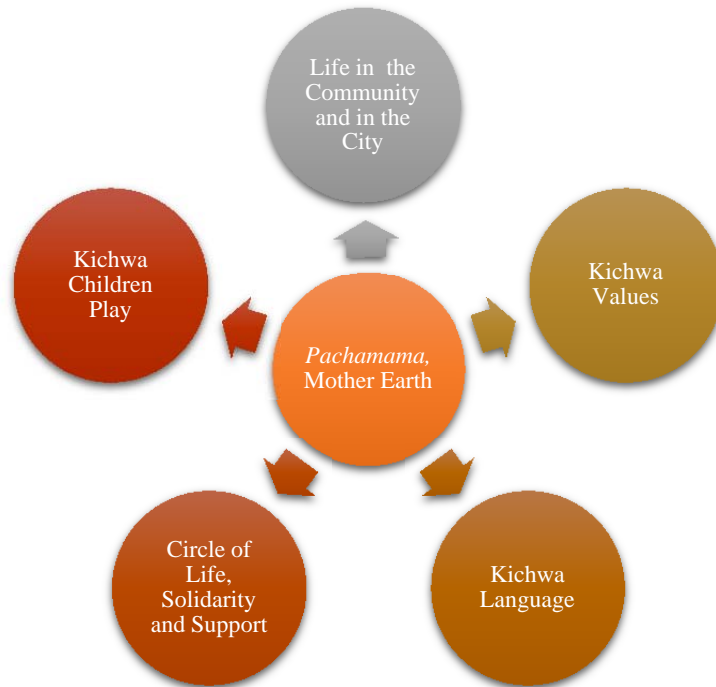 Life in the
Community
and in the
City
Kichwa
Children
Play
Kichwa
Values
Pachamama,
Mother Earth
Circle of
Life,
Solidarity
and Support
Kichwa
Language